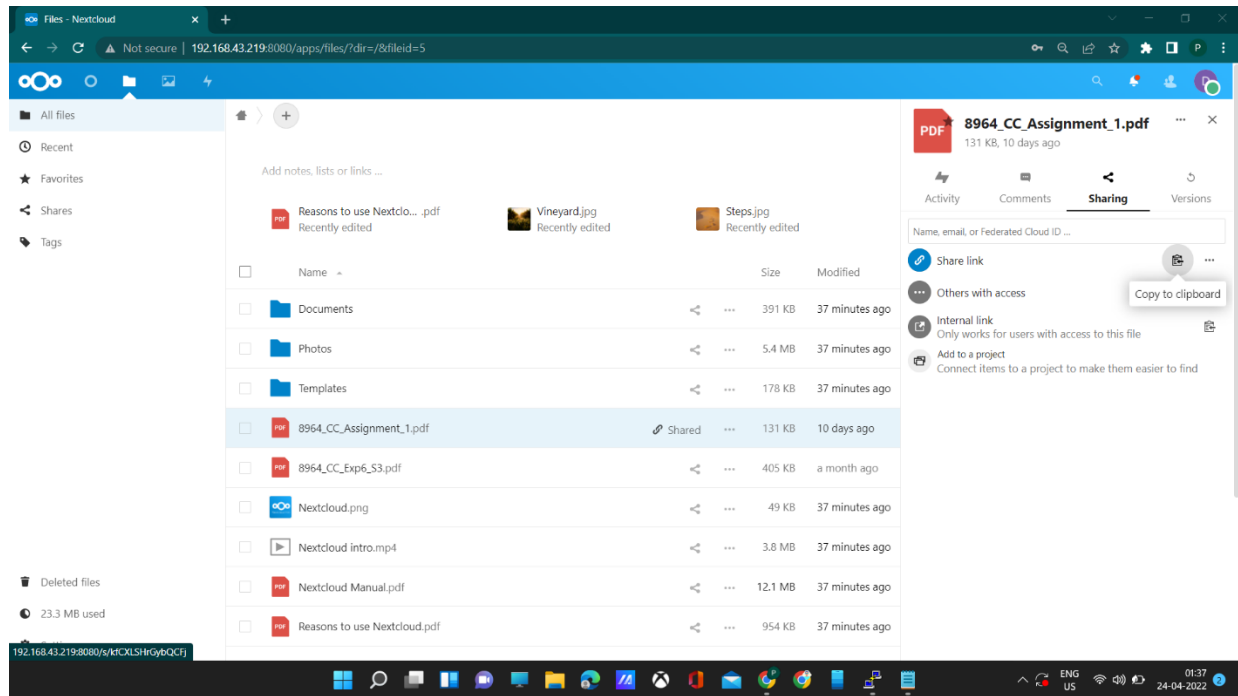 Files - Nextcloud
Not secure | 192.168.43.219:8080/apps/files/?dir=/&fileid=5
P
D
All files
Recent
Favorites
Shares
Tags
Add notes, lists or links ...
PDF Reasons to use Nextclo... .pdf
Recently edited
Vineyard.jpg
Recently edited
Steps.jpg
Recently edited
Name Size Modified
Documents 391 KB 37 minutes ago
Photos 5.4 MB 37 minutes ago
Templates 178 KB 37 minutes ago
PDF 8964_CC_Assignment_1.pdf Shared 131 KB 10 days ago
PDF 8964_CC_Exp6_S3.pdf 405 KB a month ago
Nextcloud.png 49 KB 37 minutes ago
Nextcloud intro.mp4 3.8 MB 37 minutes ago
PDF Nextcloud Manual.pdf 12.1 MB 37 minutes ago
PDF Reasons to use Nextcloud.pdf 954 KB 37 minutes ago
Deleted files
23.3 MB used
192.168.43.219:8080/s/kfCXLSHrGybQCFj
PDF 8964_CC_Assignment_1.pdf
131 KB, 10 days ago
Activity Comments Sharing Versions
Name, email, or Federated Cloud ID ...
Share link
Copy to clipboard
Others with access
Internal link
Only works for users with access to this file
Add to a project
Connect items to a project to make them easier to find
ENG
US
01:37
24-04-2022
2